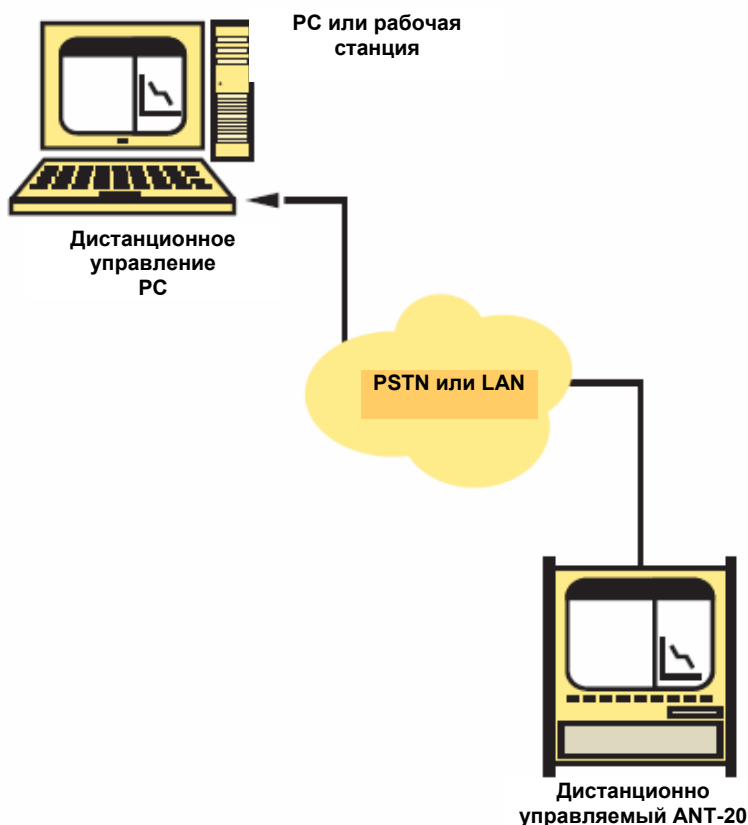 PC или рабочая
станция
Дистанционное
управление
PC
PSTN или LAN
Дистанционно
управляемый ANT-20